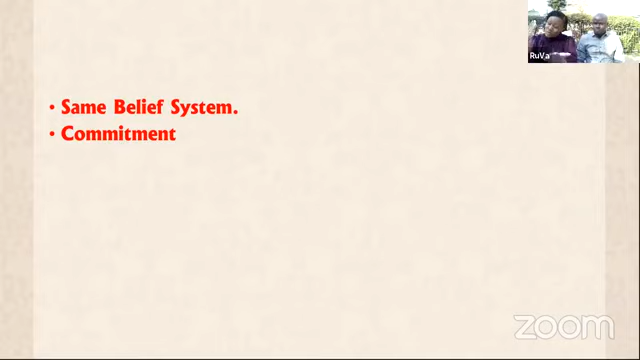 • Same Belief System.
• Commitment
RuVa
zoom